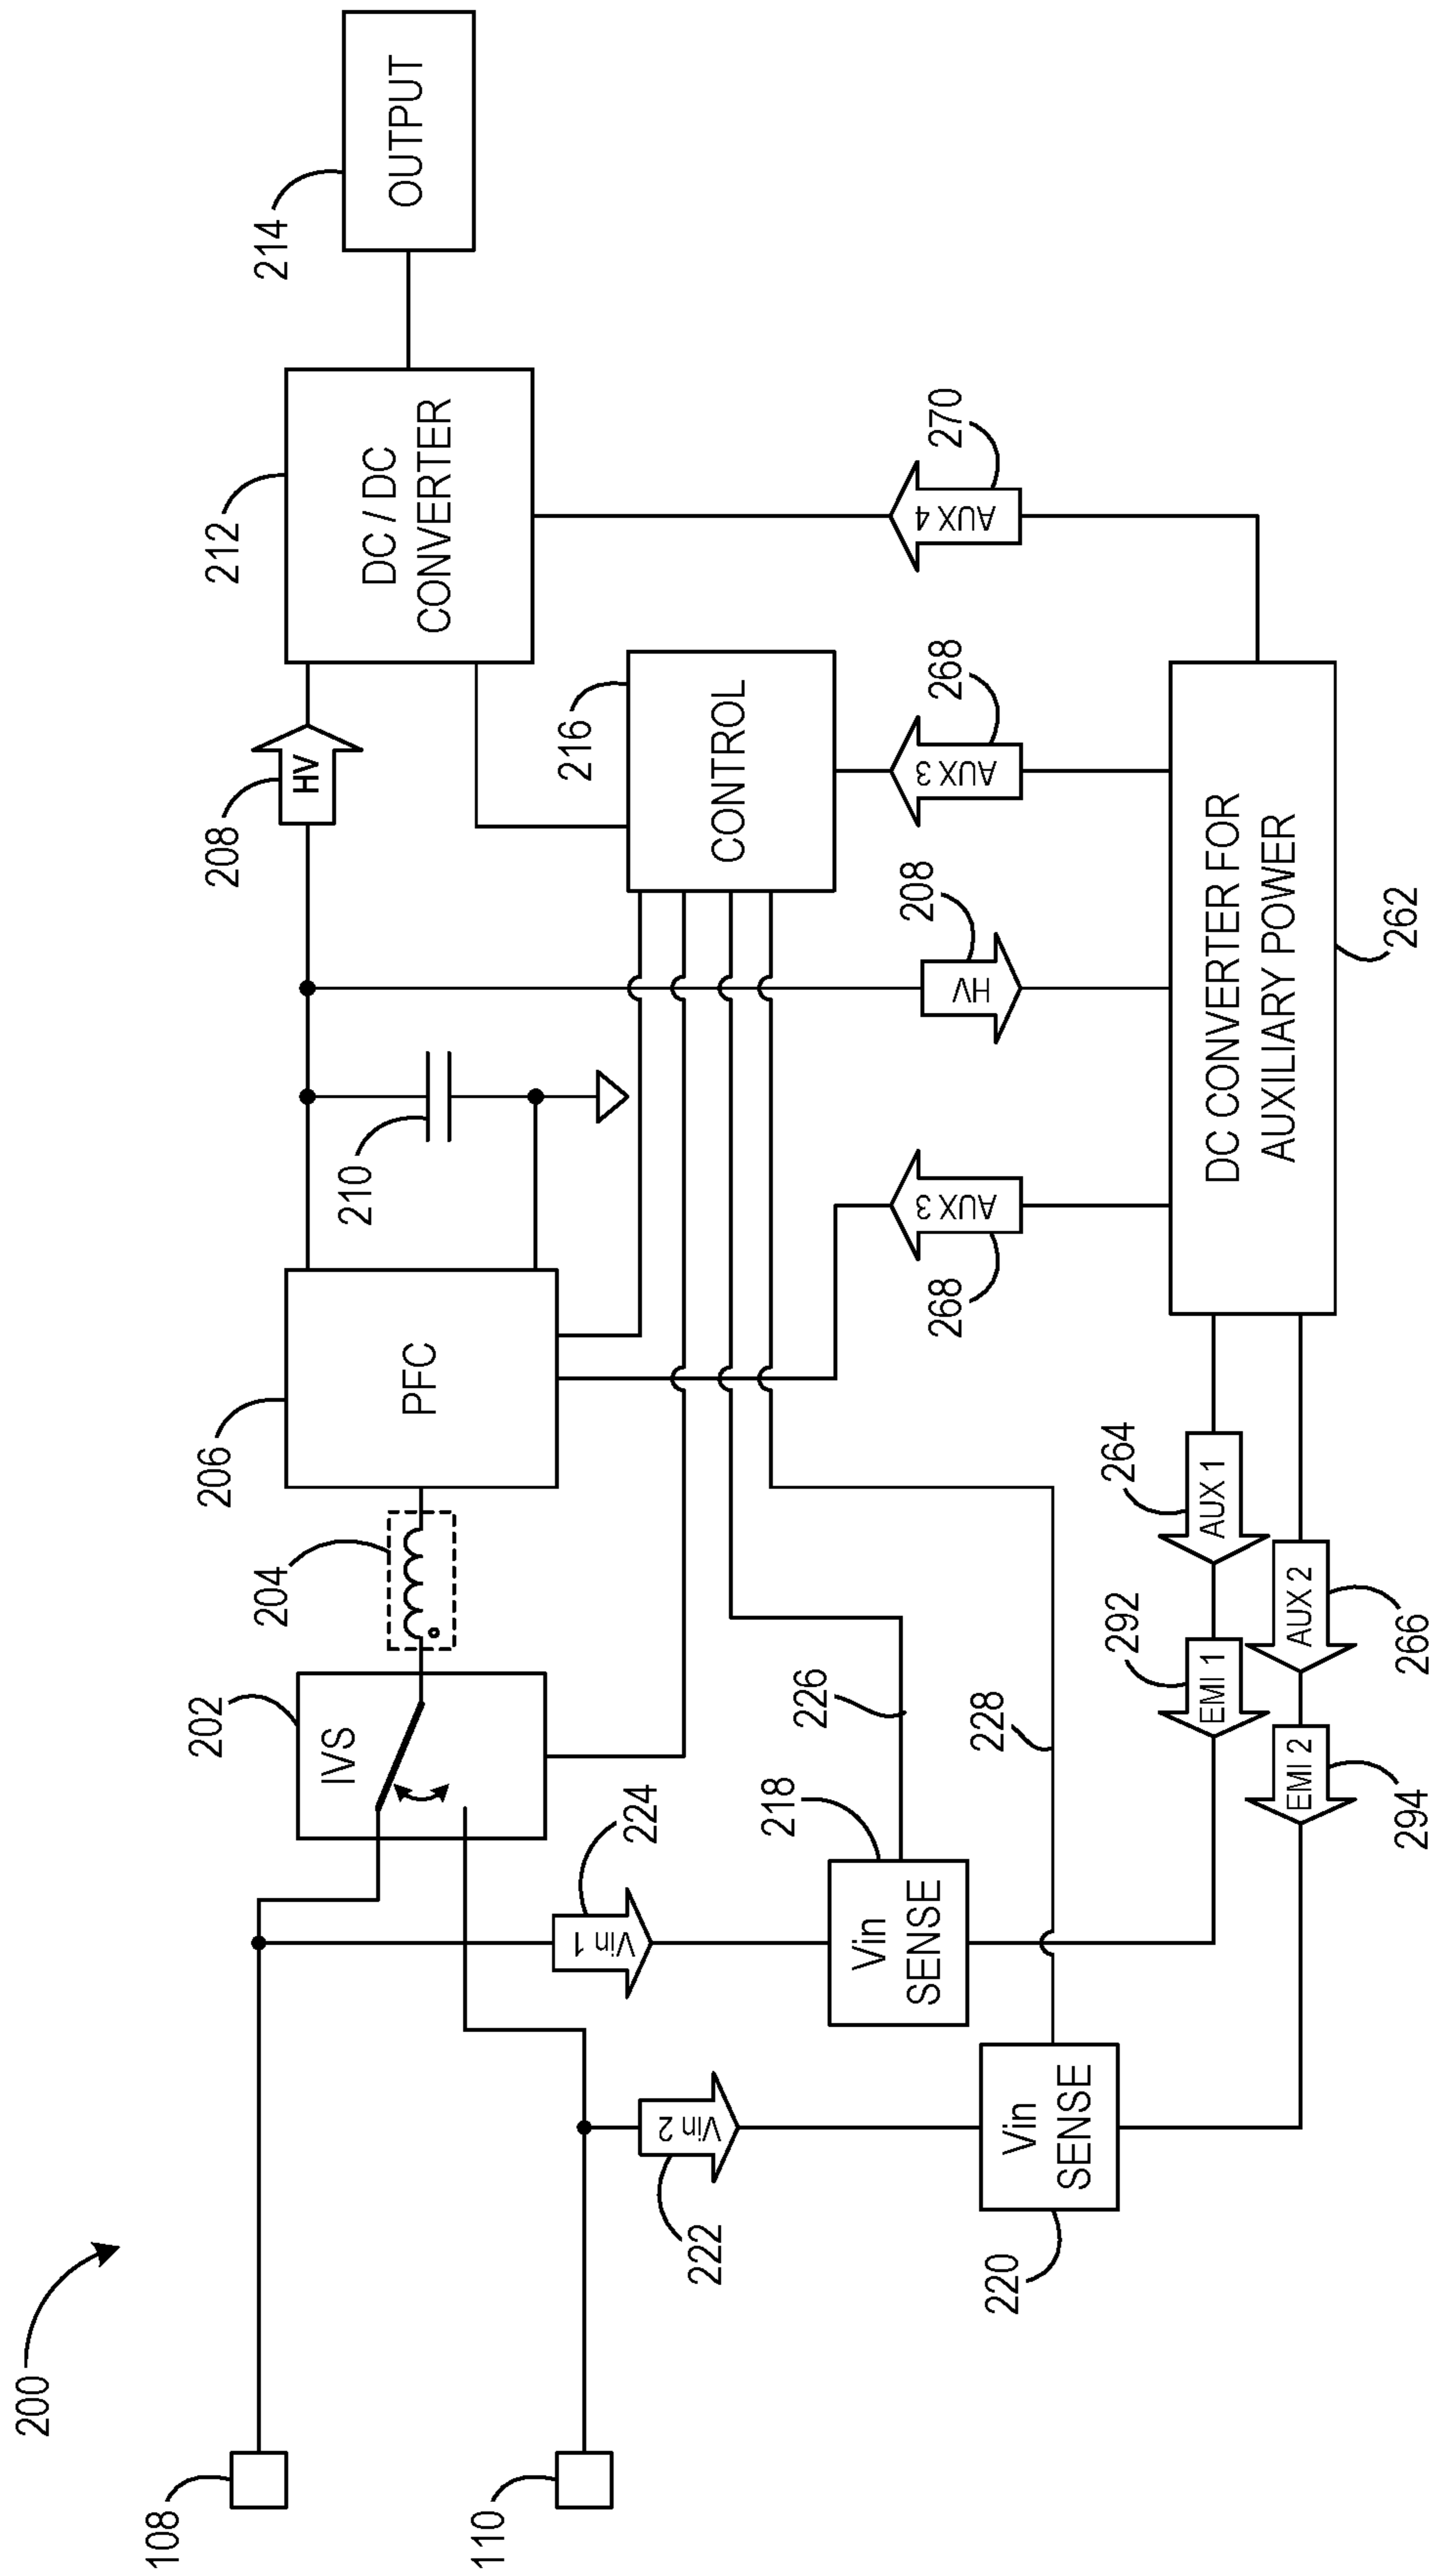 200
108
110
202
IVS
204
206
PFC
210
208
HV
212
DC / DC
CONVERTER
214
OUTPUT
216
CONTROL
224
Vin 1
222
Vin 2
218
Vin
SENSE
220
Vin
SENSE
226
228
268
AUX 3
208
HV
268
AUX 3
270
AUX 4
292
EMI 1
264
AUX 1
294
EMI 2
266
AUX 2
DC CONVERTER FOR
AUXILIARY POWER
262